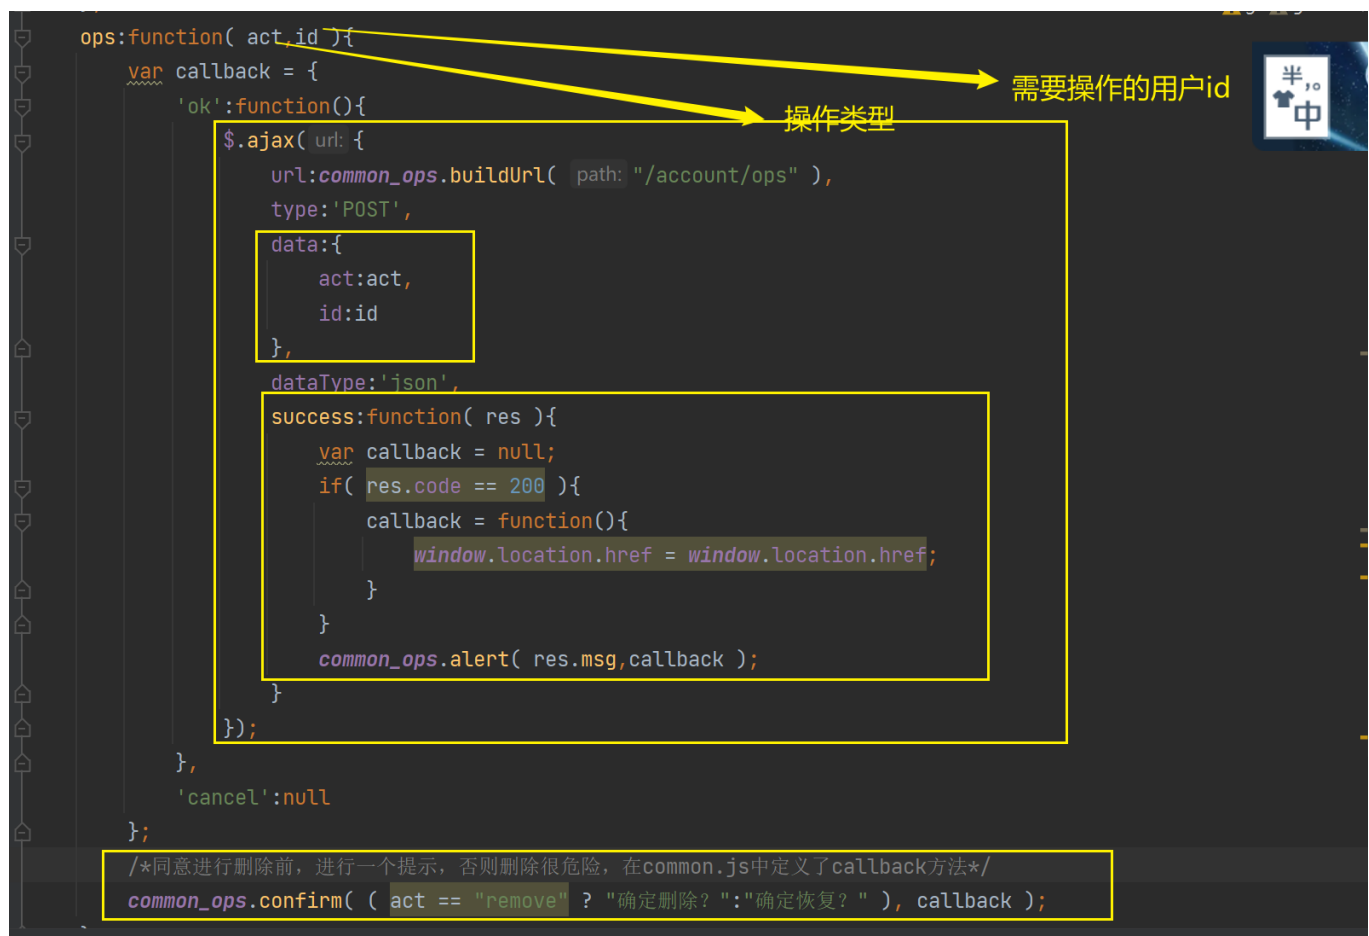 ops:function( act,id ){
需要操作的用户id
var callback = {
半,。
中
'ok':function(){
操作类型
$.ajax( url: {
url:common_ops.buildUrl( path: "/account/ops" ),
type:'POST',
data:{
act:act,
id:id
},
dataType:'json',
success:function( res ){
var callback = null;
if( res.code == 200 ){
callback = function(){
window.location.href = window.location.href;
}
}
common_ops.alert( res.msg,callback );
}
});
},
'cancel':null
};
/*同意进行删除前，进行一个提示，否则删除很危险，在common.js中定义了callback方法*/
common_ops.confirm( ( act == "remove" ? "确定删除？":"确定恢复？" ), callback );